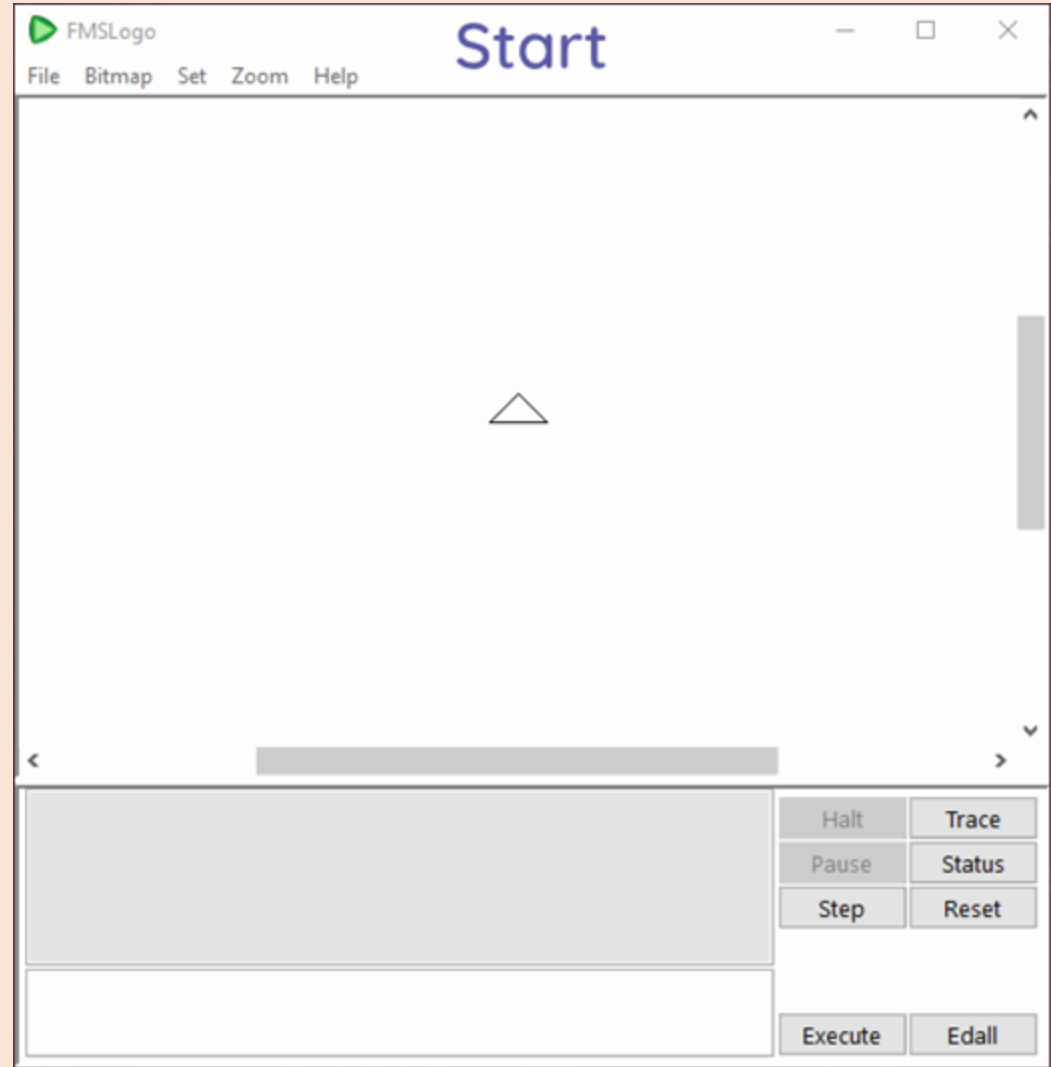 FMSLogo
Start
File Bitmap Set Zoom Help
Halt Trace
Pause Status
Step Reset
Execute Edall